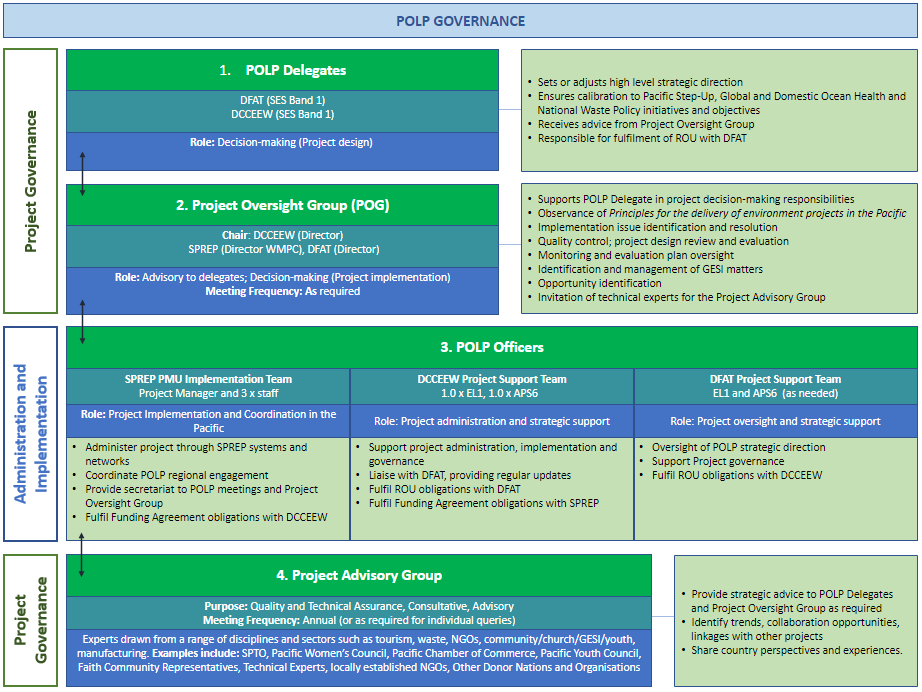 POLP GOVERNANCE
Project Governance
1. POLP Delegates
DFAT (SES Band 1)
DCCEEW (SES Band 1)
Role: Decision-making (Project design)
• Sets or adjusts high level strategic direction
• Ensures calibration to Pacific Step-Up, Global and Domestic Ocean Health and
National Waste Policy initiatives and objectives
• Receives advice from Project Oversight Group
• Responsible for fulfilment of ROU with DFAT
2. Project Oversight Group (POG)
Chair: DCCEEW (Director)
SPREP (Director WMPC), DFAT (Director)
Role: Advisory to delegates; Decision-making (Project implementation)
Meeting Frequency: As required
• Supports POLP Delegate in project decision-making responsibilities
• Observance of Principles for the delivery of environment projects in the Pacific
• Implementation issue identification and resolution
• Quality control; project design review and evaluation
• Monitoring and evaluation plan oversight
• Identification and management of GESI matters
• Opportunity identification
• Invitation of technical experts for the Project Advisory Group
Administration and
Implementation
3. POLP Officers
SPREP PMU Implementation Team
Project Manager and 3 x staff
Role: Project Implementation and Coordination in the
Pacific
• Administer project through SPREP systems and
networks
• Coordinate POLP regional engagement
• Provide secretariat to POLP meetings and Project
Oversight Group
• Fulfil Funding Agreement obligations with DCCEEW
DCCEEW Project Support Team
1.0 x EL1, 1.0 x APS6
Role: Project administration and strategic support
• Support project administration, implementation and
governance
• Liaise with DFAT, providing regular updates
• Fulfil ROU obligations with DFAT
• Fulfil Funding Agreement obligations with SPREP
DFAT Project Support Team
EL1 and APS6 (as needed)
Role: Project oversight and strategic support
• Oversight of POLP strategic direction
• Support Project governance
• Fulfil ROU obligations with DCCEEW
Project
Governance
4. Project Advisory Group
Purpose: Quality and Technical Assurance, Consultative, Advisory
Meeting Frequency: Annual (or as required for individual queries)
Experts drawn from a range of disciplines and sectors such as tourism, waste, NGOs, community/church/GESI/youth,
manufacturing. Examples include: SPTO, Pacific Women's Council, Pacific Chamber of Commerce, Pacific Youth Council,
Faith Community Representatives, Technical Experts, locally established NGOs, Other Donor Nations and Organisations
• Provide strategic advice to POLP Delegates
and Project Oversight Group as required
• Identify trends, collaboration opportunities,
linkages with other projects
• Share country perspectives and experiences.